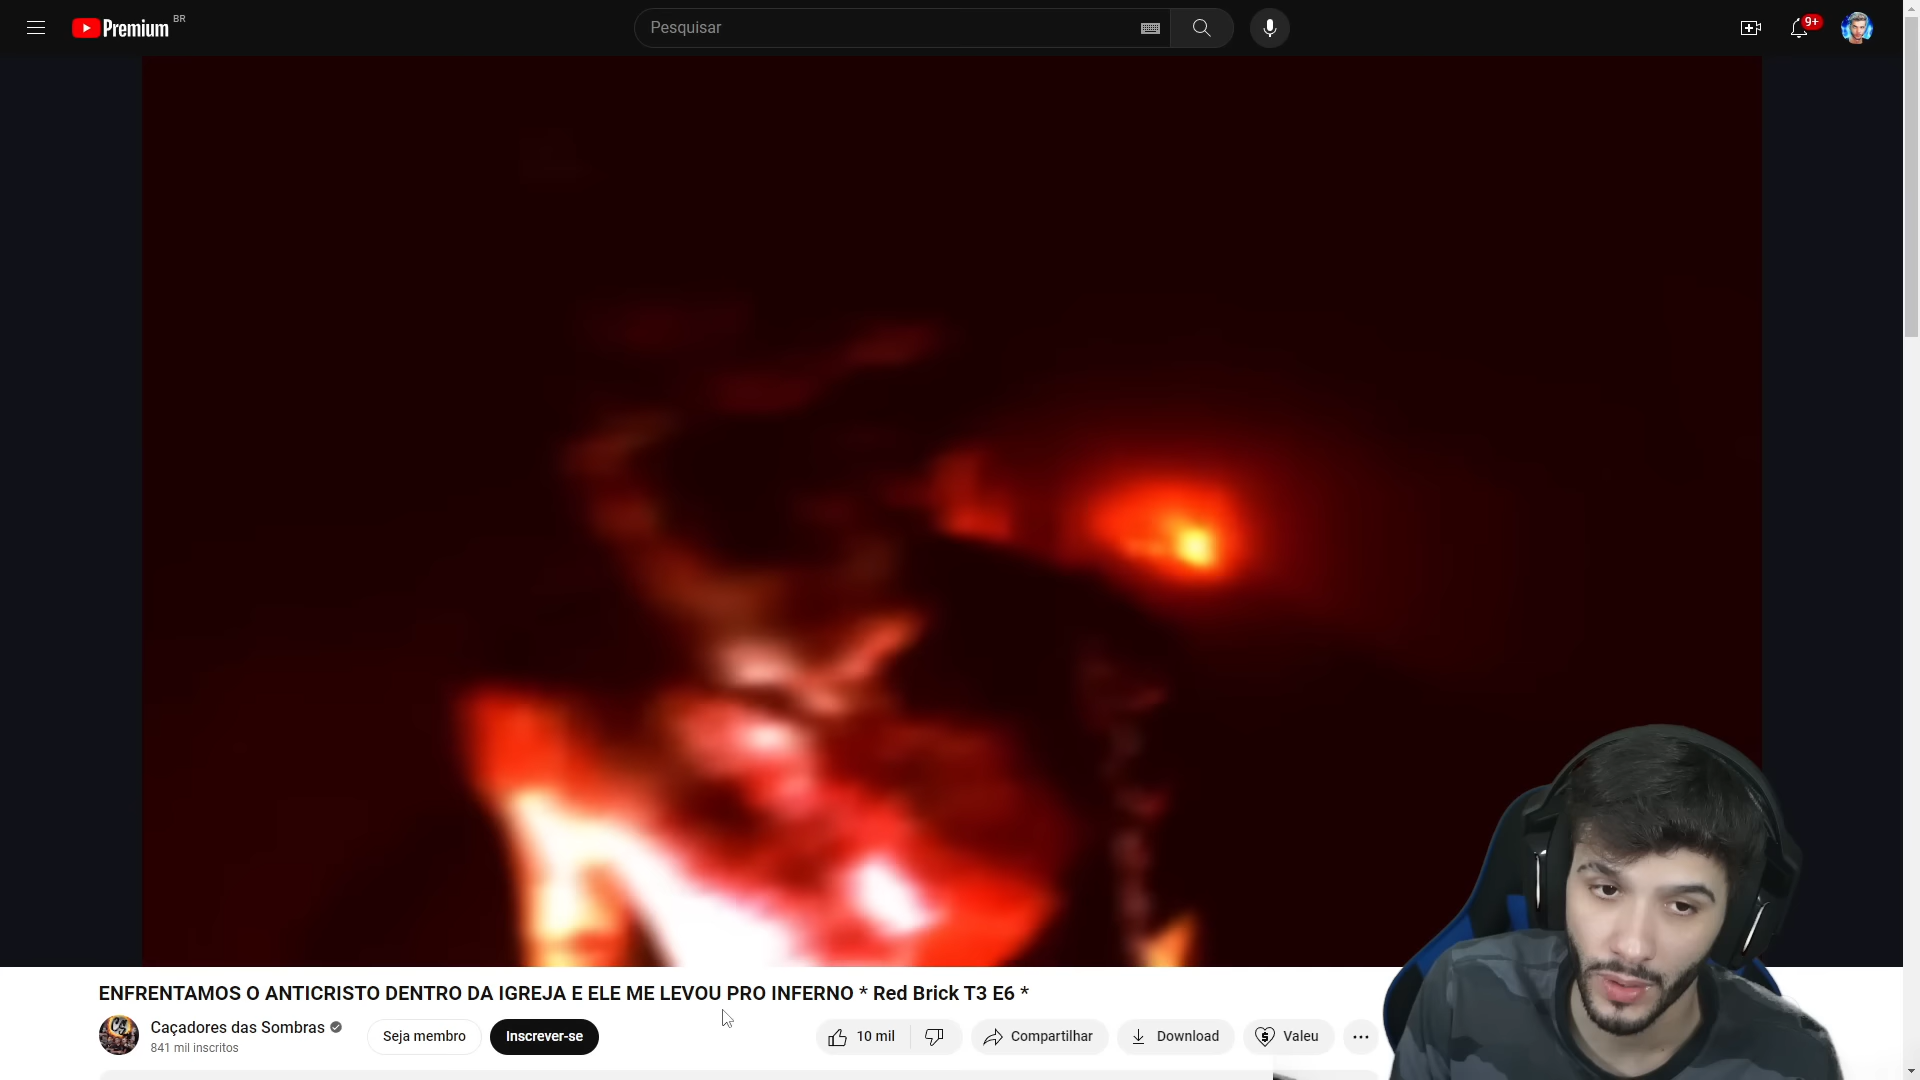 Premium BR
Pesquisar
9+
ENFRENTAMOS O ANTICRISTO DENTRO DA IGREJA E ELE ME LEVOU PRO INFERNO * Red Brick T3 E6 *
CS
Caçadores das Sombras
841 mil inscritos
Seja membro
Inscrever-se
10 mil
Compartilhar
Download
Valeu